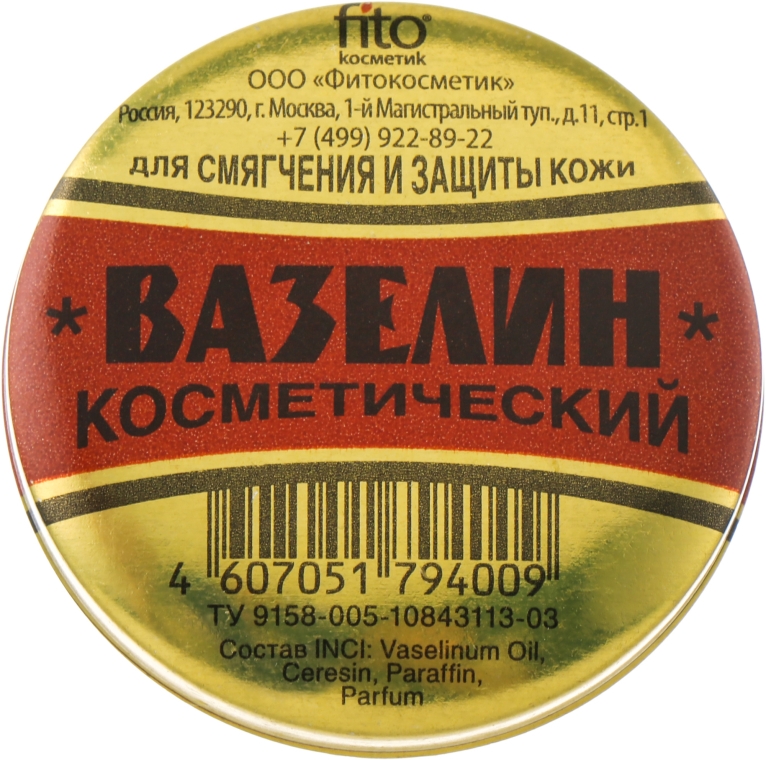 fito®
косметик
ООО «Фитокосметик»
Россия, 123290, г. Москва, 1-й Магистральный туп., д.11, стр.1
+7 (499) 922-89-22
для СМЯГЧЕНИЯ И ЗАЩИТЫ кожи
* ВАЗЕЛИН *
КОСМЕТИЧЕСКИЙ
4 607051 794009
ТУ 9158-005-10843113-03
Состав INCI: Vaselinum Oil,
Ceresin, Paraffin,
Parfum